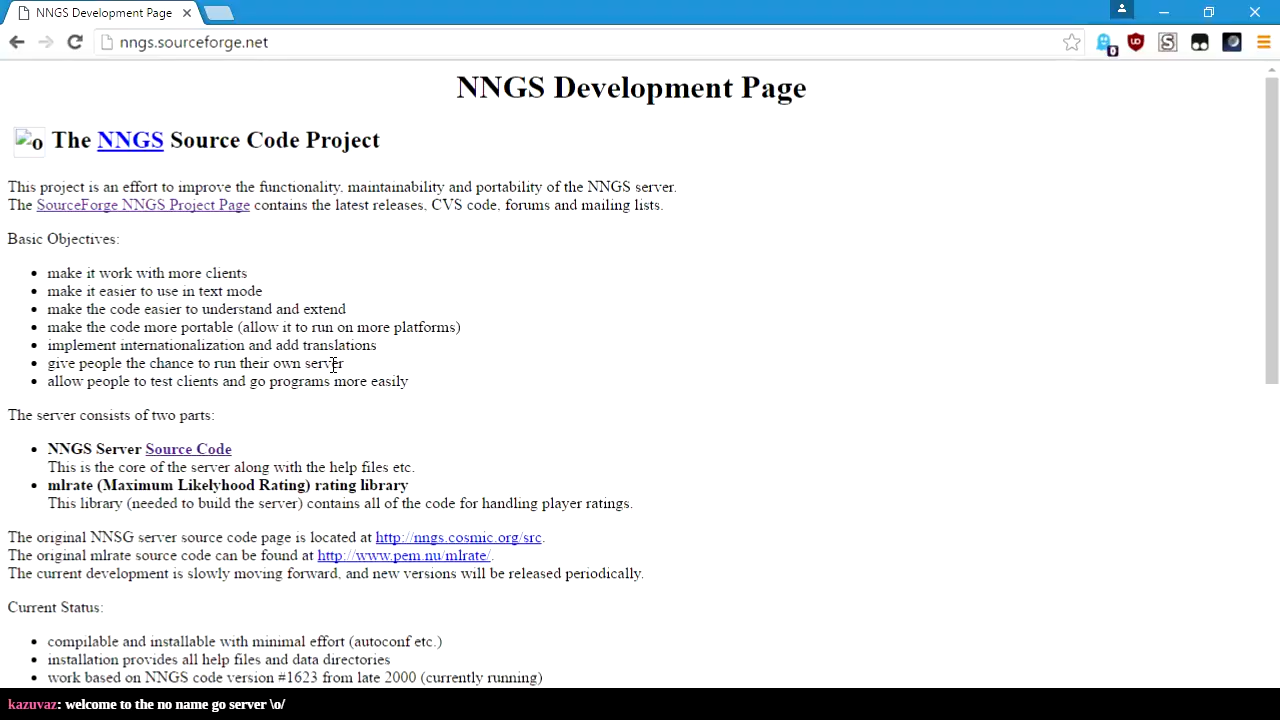 NNGS Development Page
nngs.sourceforge.net
NNGS Development Page
The NNGS Source Code Project
This project is an effort to improve the functionality, maintainability and portability of the NNGS server.
The SourceForge NNGS Project Page contains the latest releases, CVS code, forums and mailing lists.
Basic Objectives:
make it work with more clients
make it easier to use in text mode
make the code easier to understand and extend
make the code more portable (allow it to run on more platforms)
implement internationalization and add translations
give people the chance to run their own server
allow people to test clients and go programs more easily
The server consists of two parts:
NNGS Server Source Code
This is the core of the server along with the help files etc.
mlrate (Maximum Likelyhood Rating) rating library
This library (needed to build the server) contains all of the code for handling player ratings.
The original NNSG server source code page is located at http://nngs.cosmic.org/src.
The original mlrate source code can be found at http://www.pem.nu/mlrate/.
The current development is slowly moving forward, and new versions will be released periodically.
Current Status:
compilable and installable with minimal effort (autoconf etc.)
installation provides all help files and data directories
work based on NNGS code version #1623 from late 2000 (currently running)
kazuvaz: welcome to the no name go server \o/